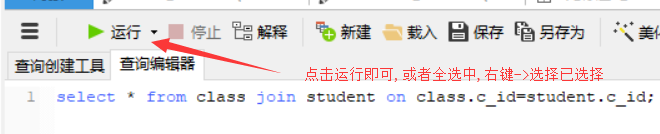 运行 停止 解释 新建 载入 保存 另存为
查询创建工具 查询编辑器
点击运行即可,或者全选中,右键->选择已选择
1 select * from class join student on class.c_id=student.c_id;